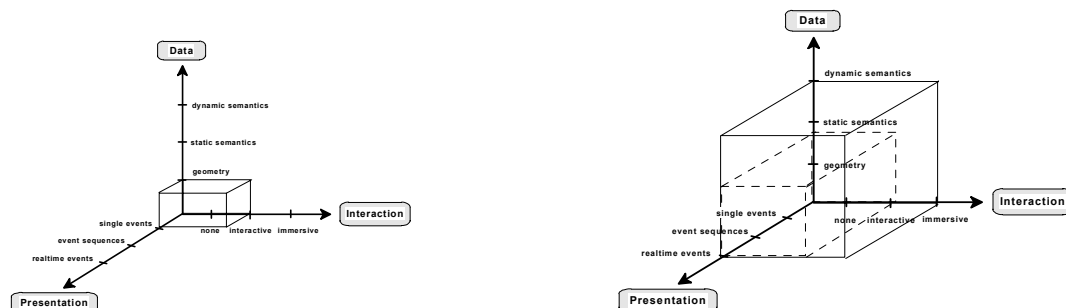 Data
dynamic semantics
static semantics
geometry
Interaction
single events
none interactive immersive
event sequences
realtime events
Presentation
Data
dynamic semantics
static semantics
geometry
Interaction
single events
none interactive immersive
event sequences
realtime events
Presentation